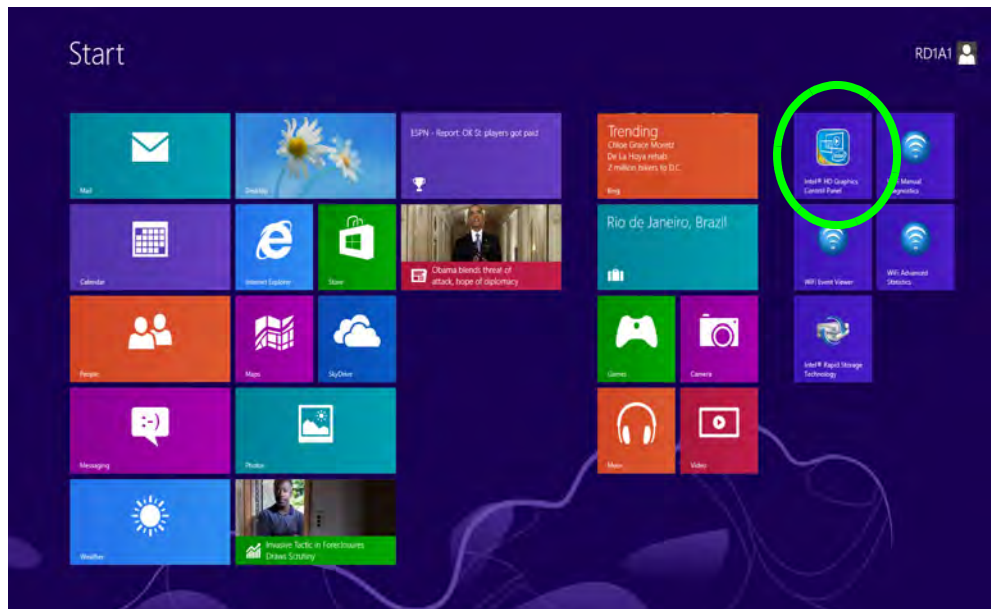 Start
RD1A1
Mail
Desktop
ESPN - Report: OK St. players got paid
Calendar
Internet Explorer
Store
Obama blends threat of
attack, hope of diplomacy
People
Maps
SkyDrive
Messaging
:-)
Photos
Weather
Invasive Tactic in Foreclosures
Draws Scrutiny
Trending
Chloe Grace Moretz
De La Hoya rehab
2 million bikers to D.C.
Bing
Rio de Janeiro, Brazil
Games
Camera
Music
Video
Intel® HD Graphics
Control Panel
WiFi Manual
Diagnostics
WiFi Event Viewer
WiFi Advanced
Statistics
Intel® Rapid Storage
Technology